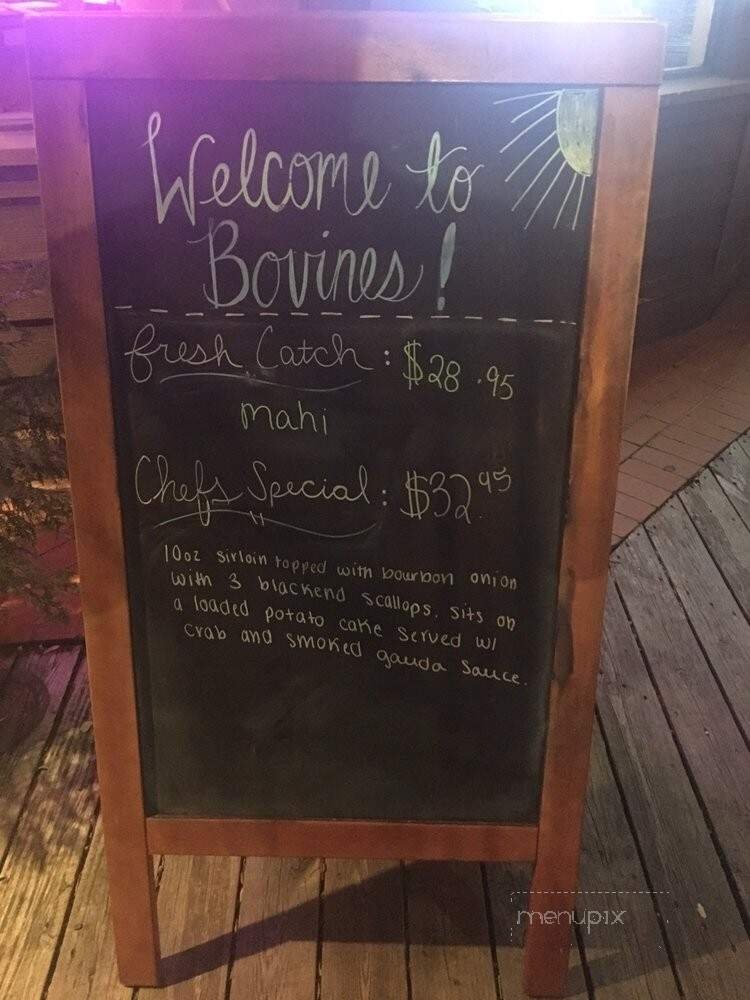 Welcome to
Bovines!
fresh Catch: $28.95
mahi
Chefs Special: $32.95
10oz sirloin topped with bourbon onion
with 3 blackend scallops. sits on
a loaded potato cake served w/
crab and smoked gauda sauce.
menupix